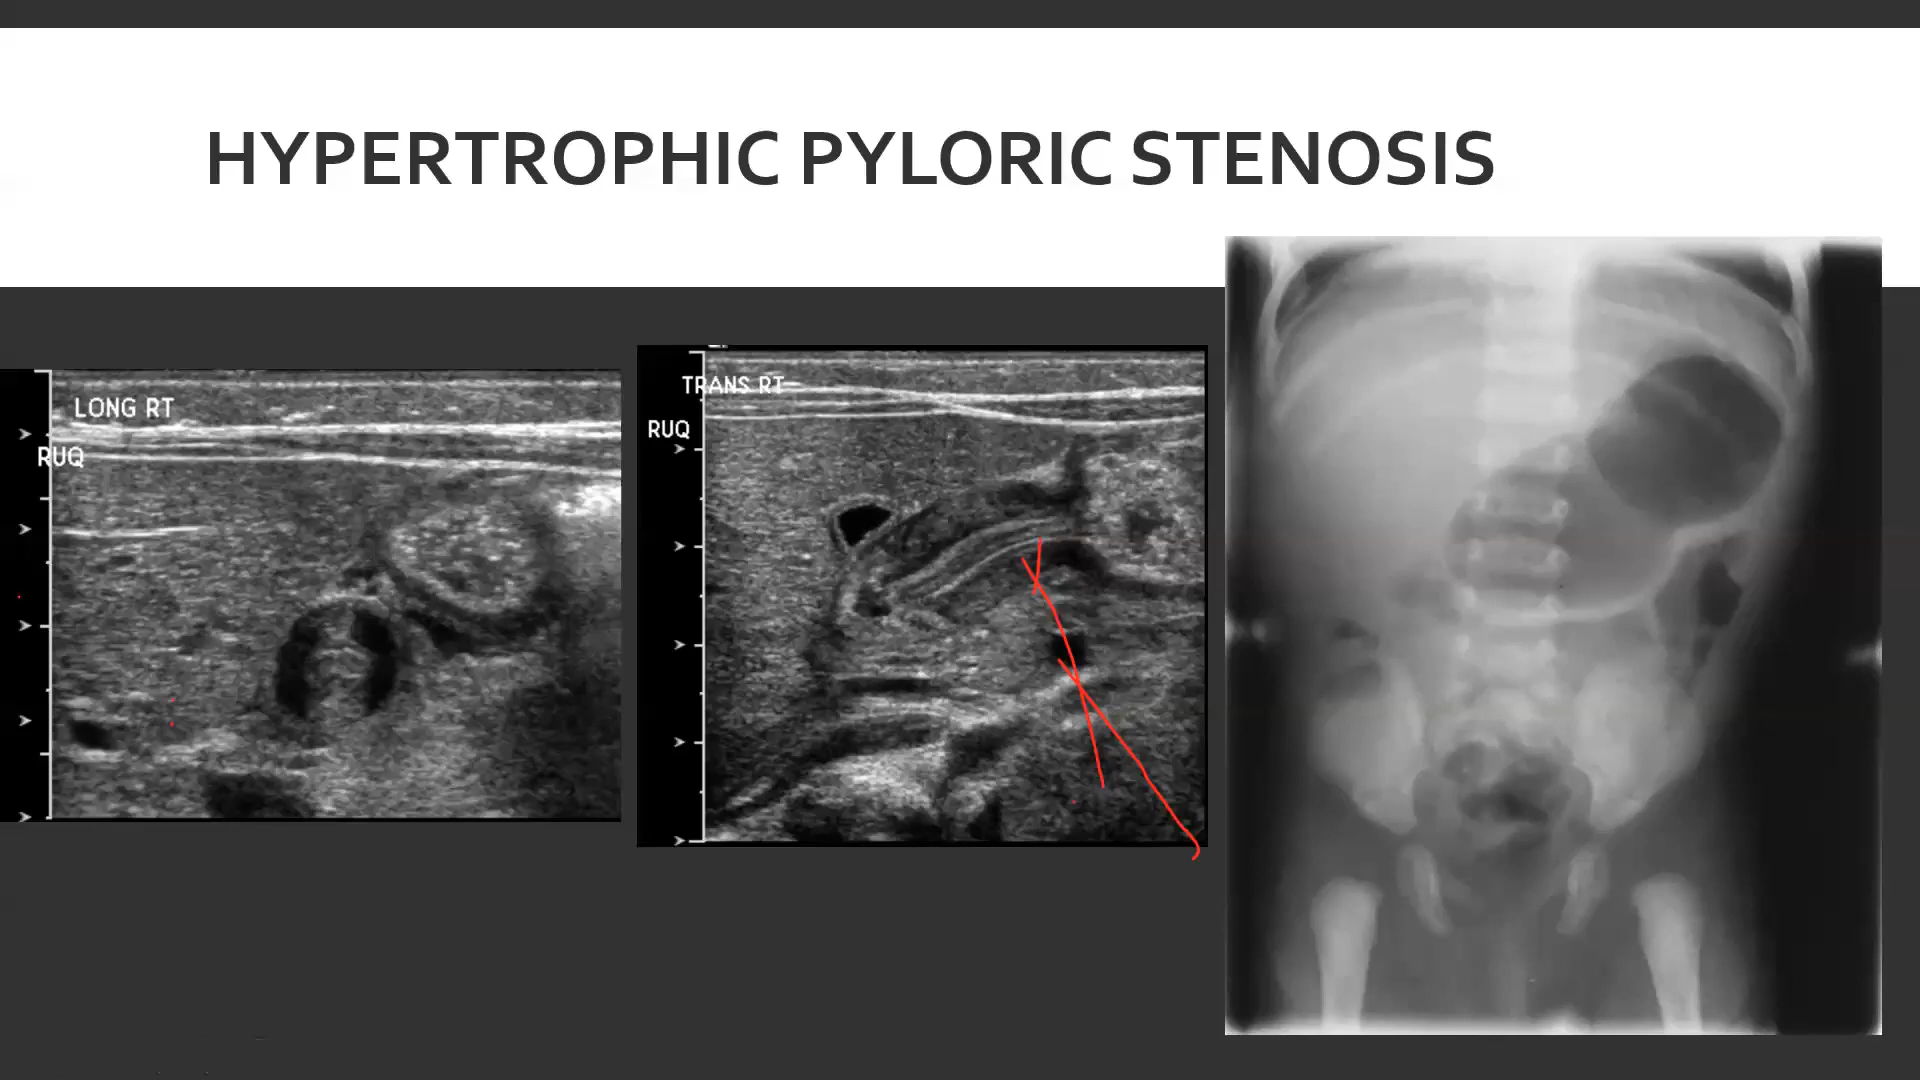 HYPERTROPHIC PYLORIC STENOSIS
LONG RT
RUQ
TRANS RT
RUQ